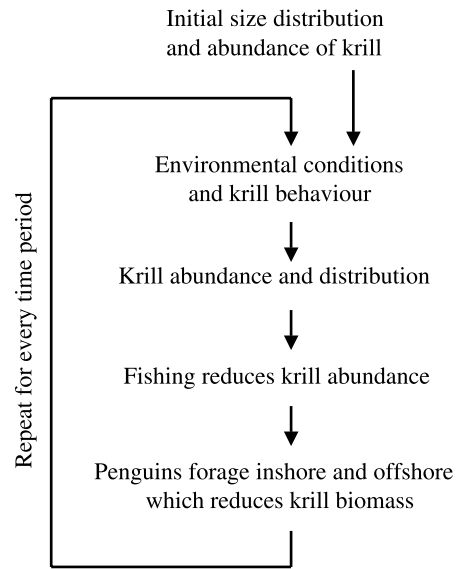 Initial size distribution
and abundance of krill
Environmental conditions
and krill behaviour
Krill abundance and distribution
Fishing reduces krill abundance
Penguins forage inshore and offshore
which reduces krill biomass
Repeat for every time period